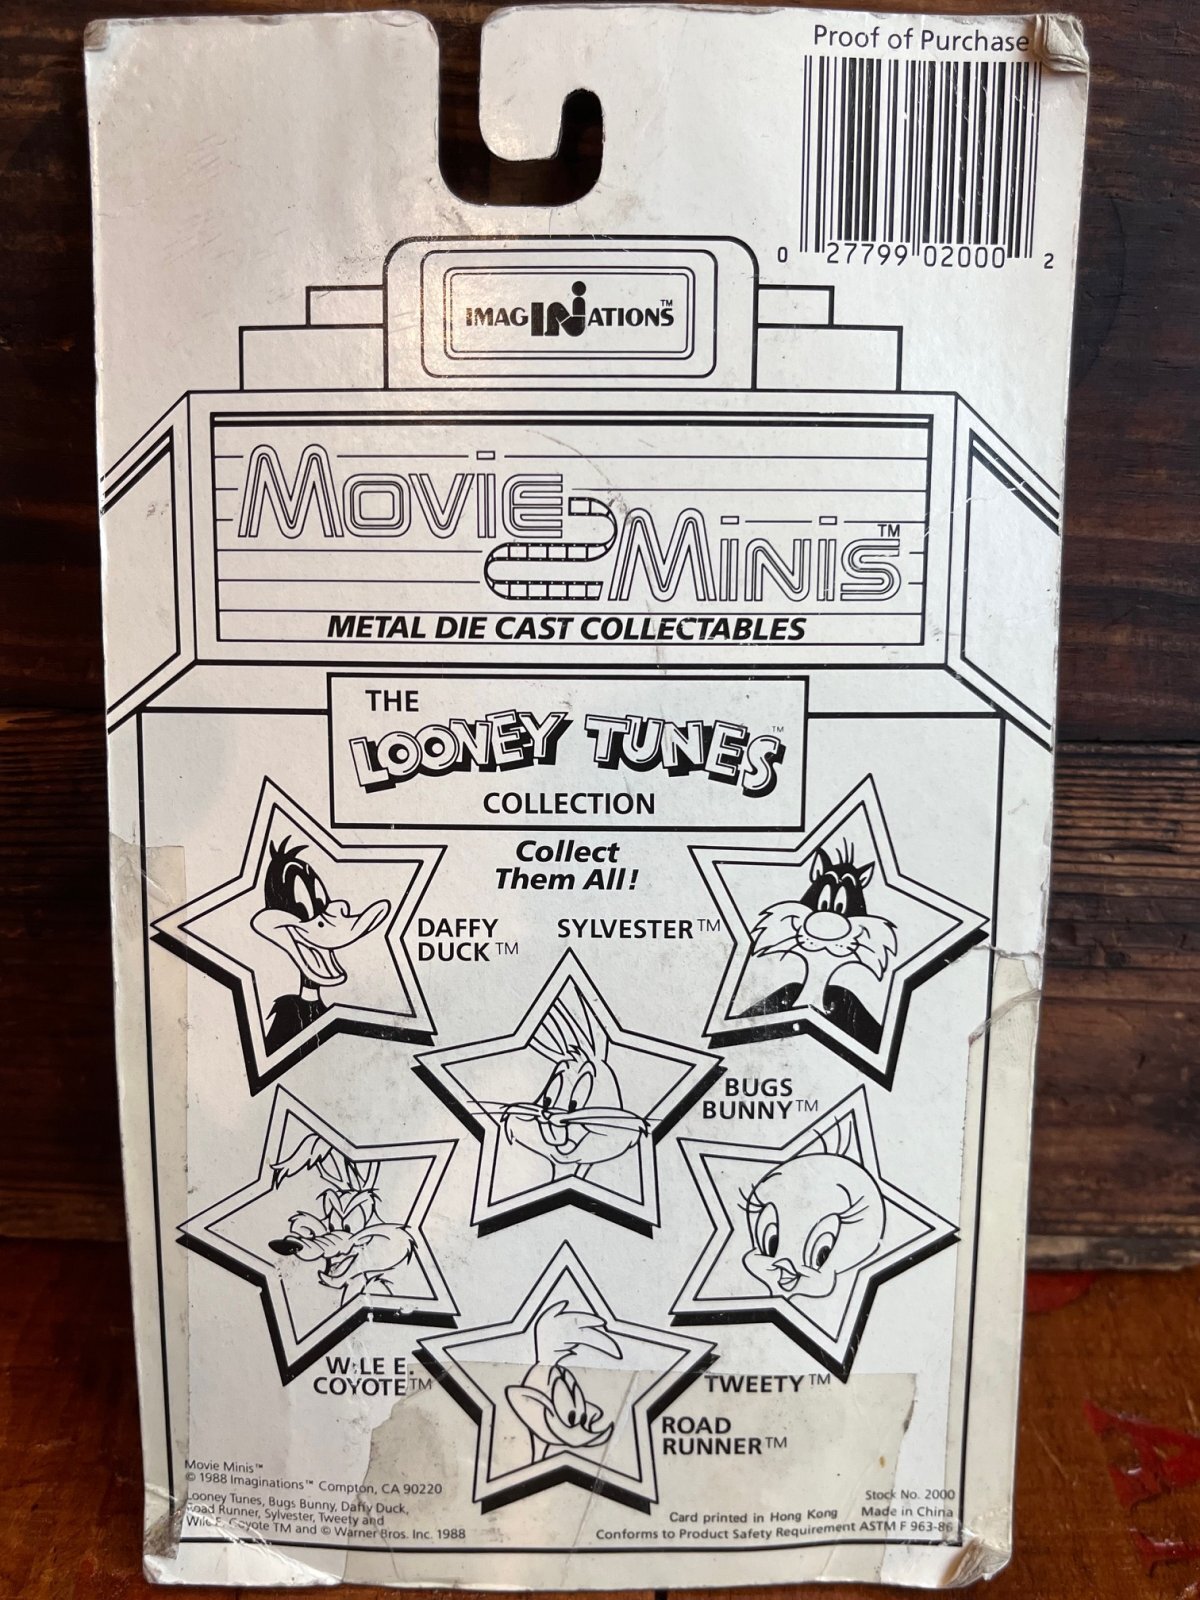 Proof of Purchase
0 27799 02000 2
IMAGINATIONS™
MOVIE
MINIS™
METAL DIE CAST COLLECTABLES
THE
LOONEY TUNES™
COLLECTION
Collect
Them All!
DAFFY
DUCK™
SYLVESTER™
BUGS
BUNNY™
W LE E.
COYOTE™
TWEETY™
ROAD
RUNNER™
Movie Minis™
© 1988 Imaginations™ Compton, CA 90220
Looney Tunes, Bugs Bunny, Daffy Duck,
Road Runner, Sylvester, Tweety and
Wile E. Coyote TM and © Warner Bros. Inc. 1988
Stock No. 2000
Card printed in Hong Kong Made in China
Conforms to Product Safety Requirement ASTM F 963-86